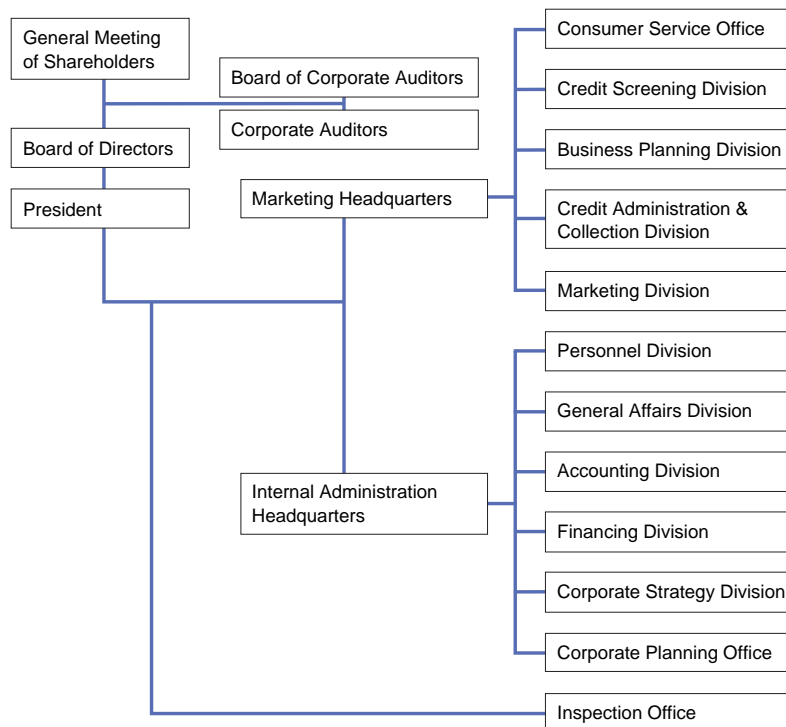 General Meeting
of Shareholders
Board of Corporate Auditors
Corporate Auditors
Board of Directors
President
Marketing Headquarters
Consumer Service Office
Credit Screening Division
Business Planning Division
Credit Administration &
Collection Division
Marketing Division
Internal Administration
Headquarters
Personnel Division
General Affairs Division
Accounting Division
Financing Division
Corporate Strategy Division
Corporate Planning Office
Inspection Office